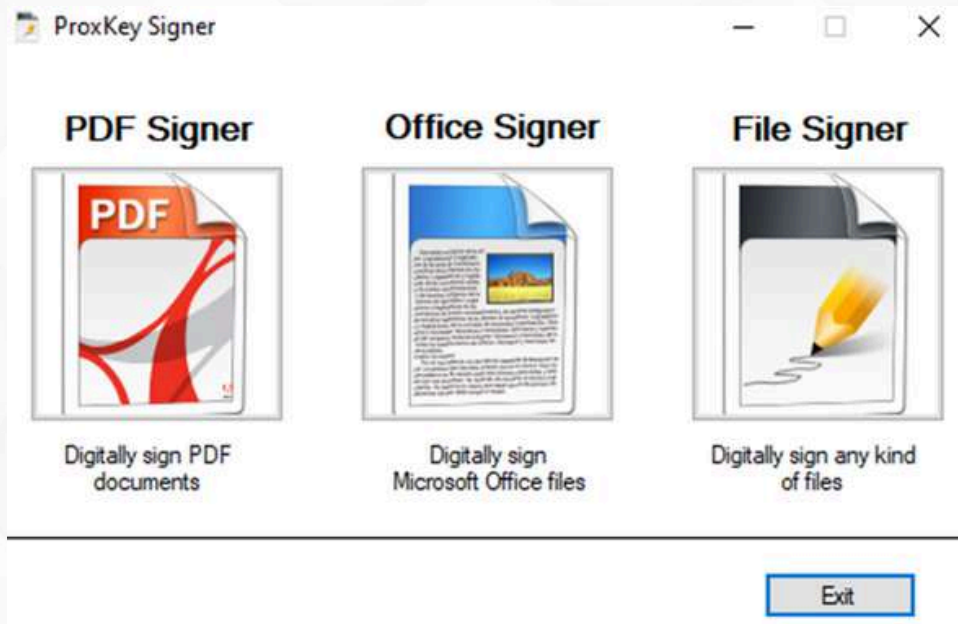 ProxKey Signer
PDF Signer
Office Signer
File Signer
PDF
Digitally sign PDF
documents
Digitally sign
Microsoft Office files
Digitally sign any kind
of files
Exit